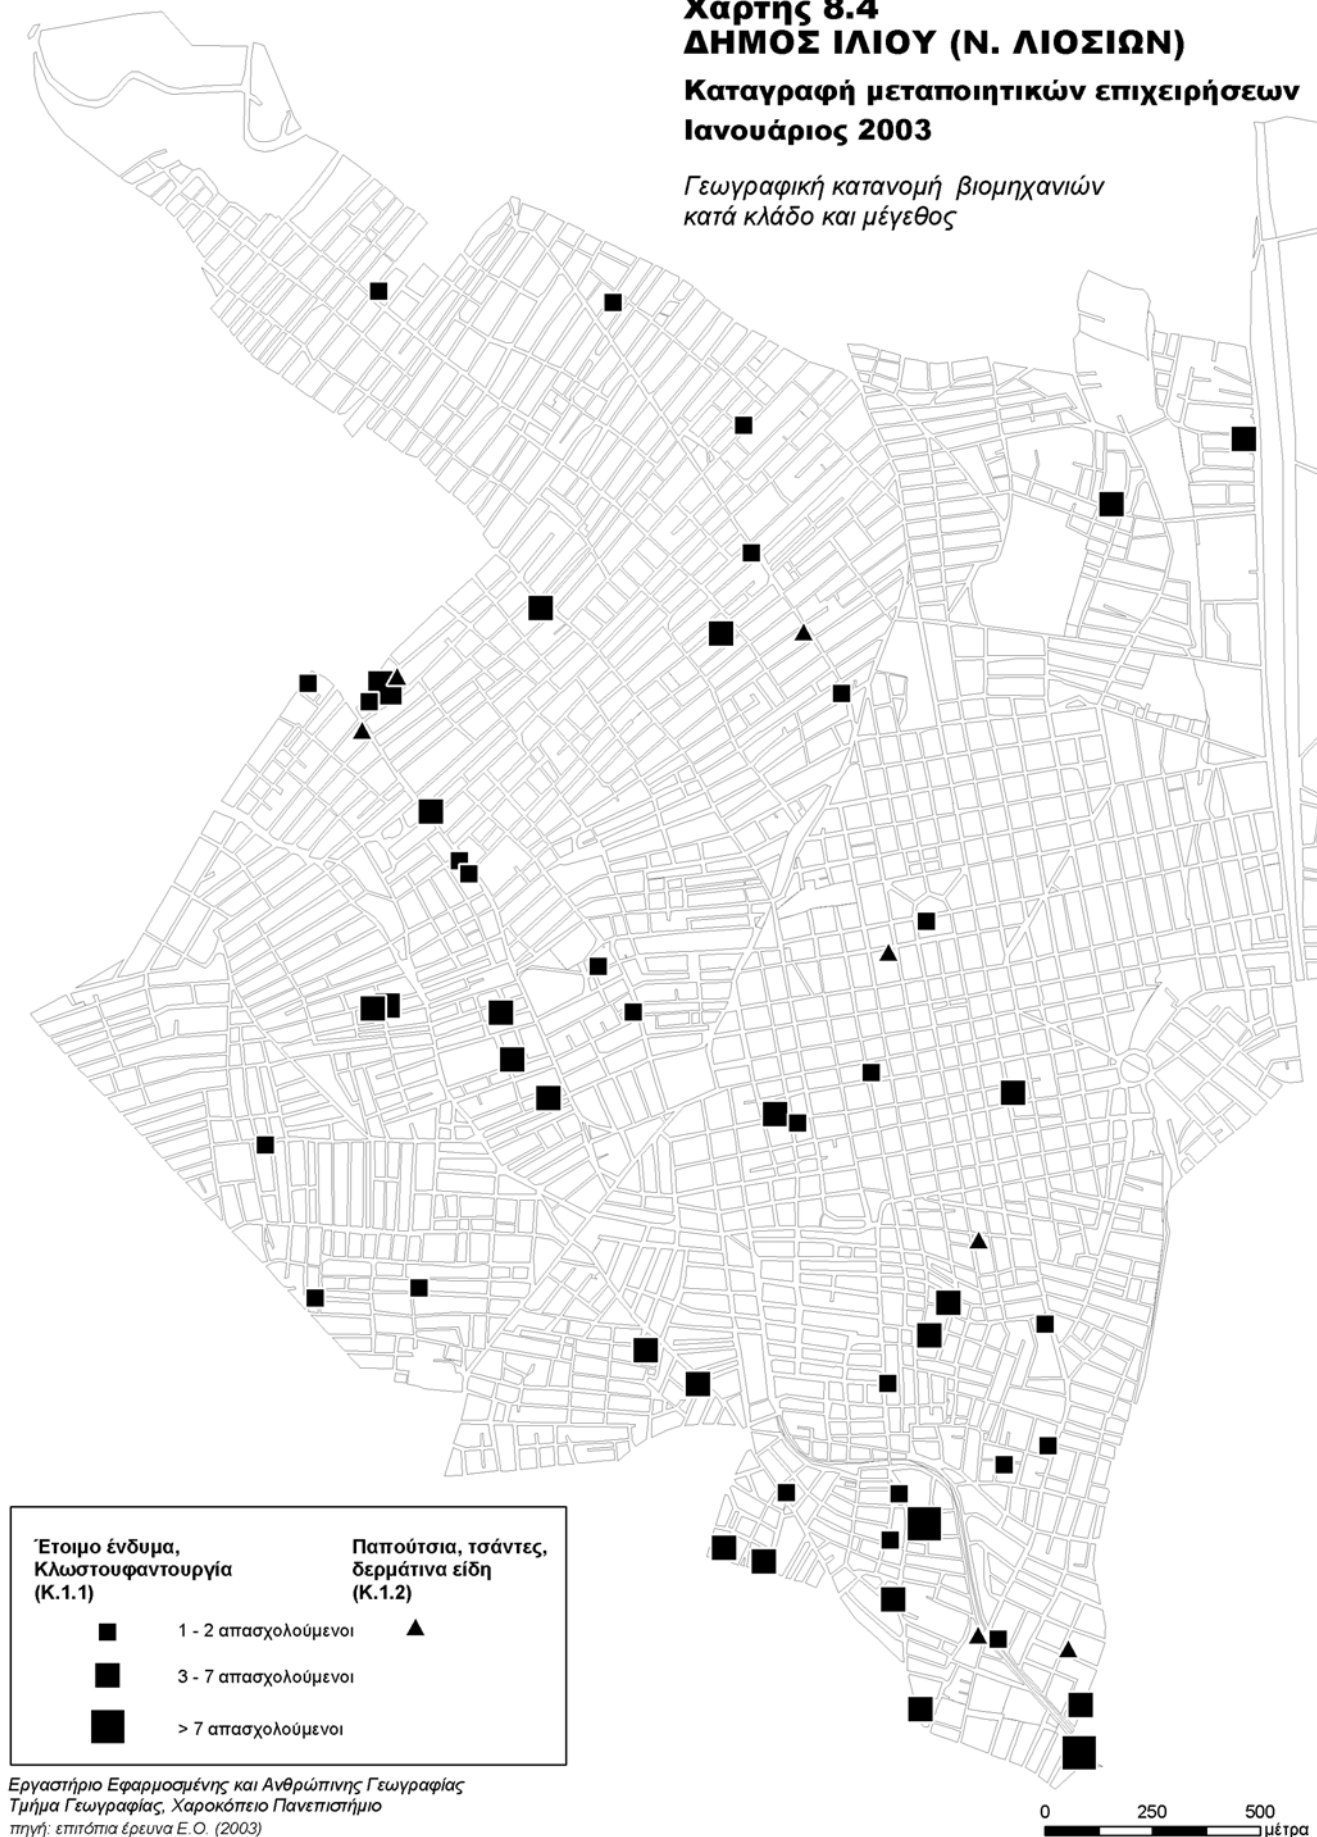 Χάρτης 8.4
ΔΗΜΟΣ ΙΛΙΟΥ (Ν. ΛΙΟΣΙΩΝ)
Καταγραφή μεταποιητικών επιχειρήσεων
Ιανουάριος 2003
Γεωγραφική κατανομή βιομηχανιών
κατά κλάδο και μέγεθος
Έτοιμο ένδυμα,
Κλωστουφαντουργία
(Κ.1.1)
Παπούτσια, τσάντες,
δερμάτινα είδη
(Κ.1.2)
1 - 2 απασχολούμενοι
3 - 7 απασχολούμενοι
> 7 απασχολούμενοι
Εργαστήριο Εφαρμοσμένης και Ανθρώπινης Γεωγραφίας
Τμήμα Γεωγραφίας, Χαροκόπειο Πανεπιστήμιο
πηγή: επιτόπια έρευνα Ε.Ο. (2003)
0 250 500
μέτρα